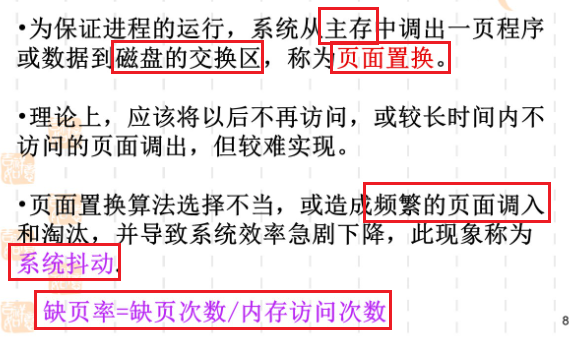 •为保证进程的运行，系统从主存中调出一页程序
或数据到磁盘的交换区，称为页面置换。
•理论上，应该将以后不再访问，或较长时间内不
访问的页面调出，但较难实现。
•页面置换算法选择不当，或造成频繁的页面调入
和淘汰，并导致系统效率急剧下降，此现象称为
系统抖动.
缺页率=缺页次数/内存访问次数
8